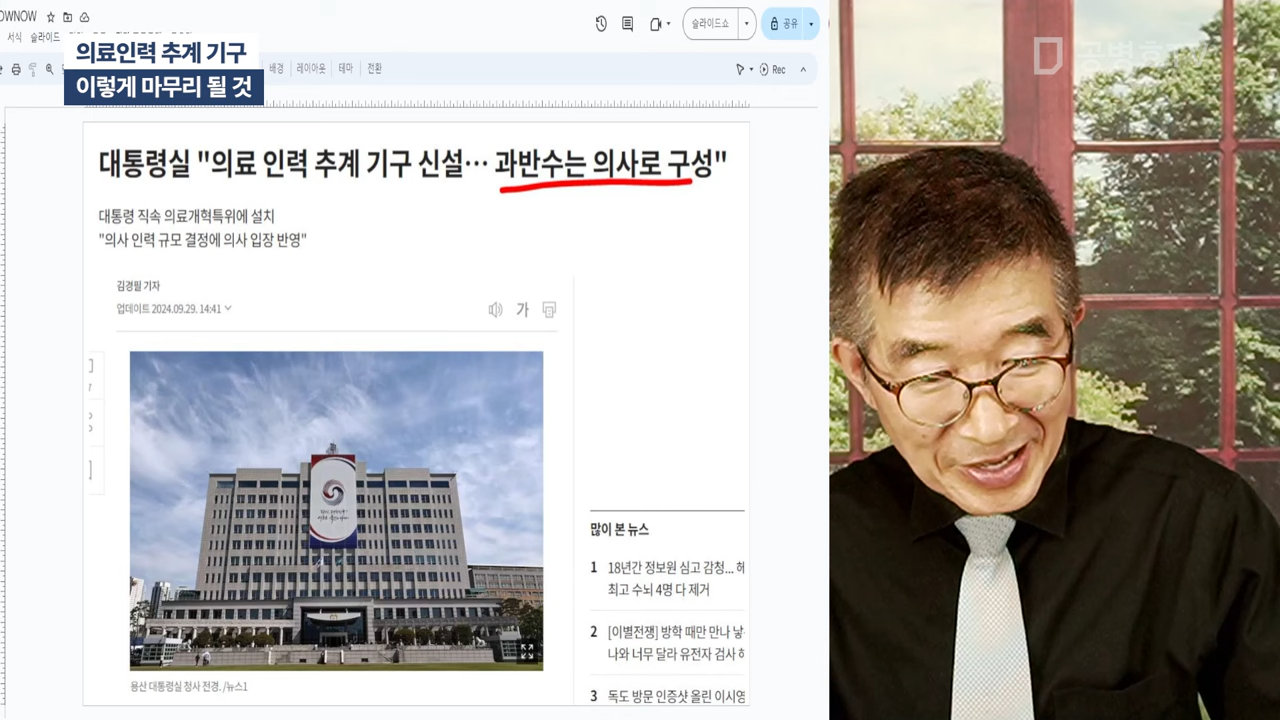 OWNOW
서식 슬라이드
의료인력 추계 기구
이렇게 마무리 될 것
배경 레이아웃 테마 전환
슬라이드쇼
공유
Rec
공병호TV
대통령실 "의료 인력 추계 기구 신설… 과반수는 의사로 구성"
대통령 직속 의료개혁특위에 설치
"의사 인력 규모 결정에 의사 입장 반영"
김경필 기자
업데이트 2024.09.29. 14:41
가
용산 대통령실 청사 전경. /뉴스1
많이 본 뉴스
1 18년간 정보원 심고 감청... 헤
최고 수뇌 4명 다 제거
2 [이별전쟁] 방학 때만 만나 낳
나와 너무 달라 유전자 검사 하
3 독도 방문 인증샷 올린 이시영